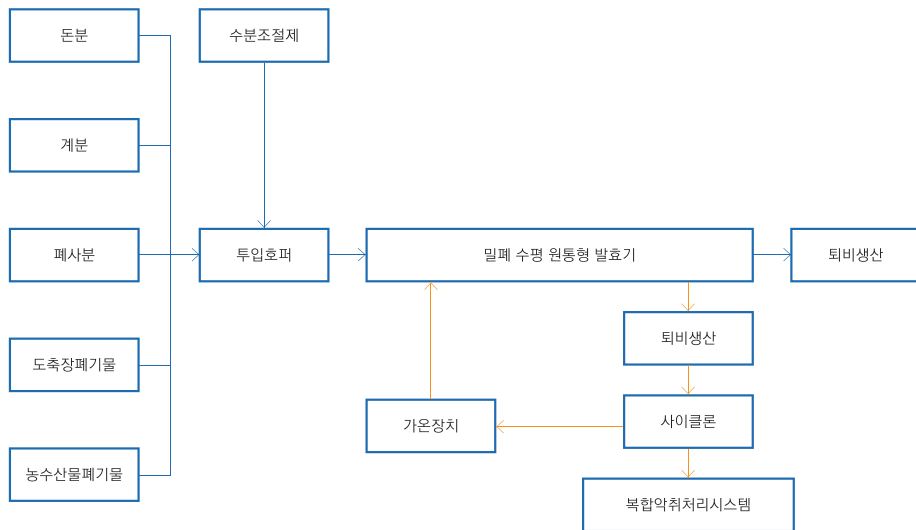 돈분
수분조절제
계분
폐사분
투입호퍼
밀폐 수평 원통형 발효기
퇴비생산
퇴비생산
도축장폐기물
가온장치
사이클론
농수산물폐기물
복합악취처리시스템